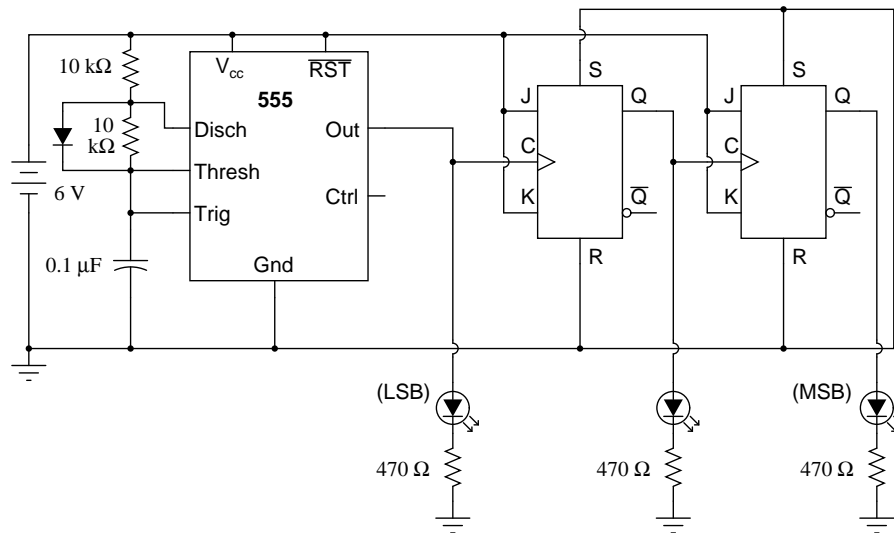 10 kΩ
10
kΩ
6 V
0.1 μF
V cc
RST
555
Disch
Out
Thresh
Ctrl
Trig
Gnd
S
J
Q
C
K
Q
R
S
J
Q
C
K
Q
R
(LSB)
(MSB)
470 Ω
470 Ω
470 Ω